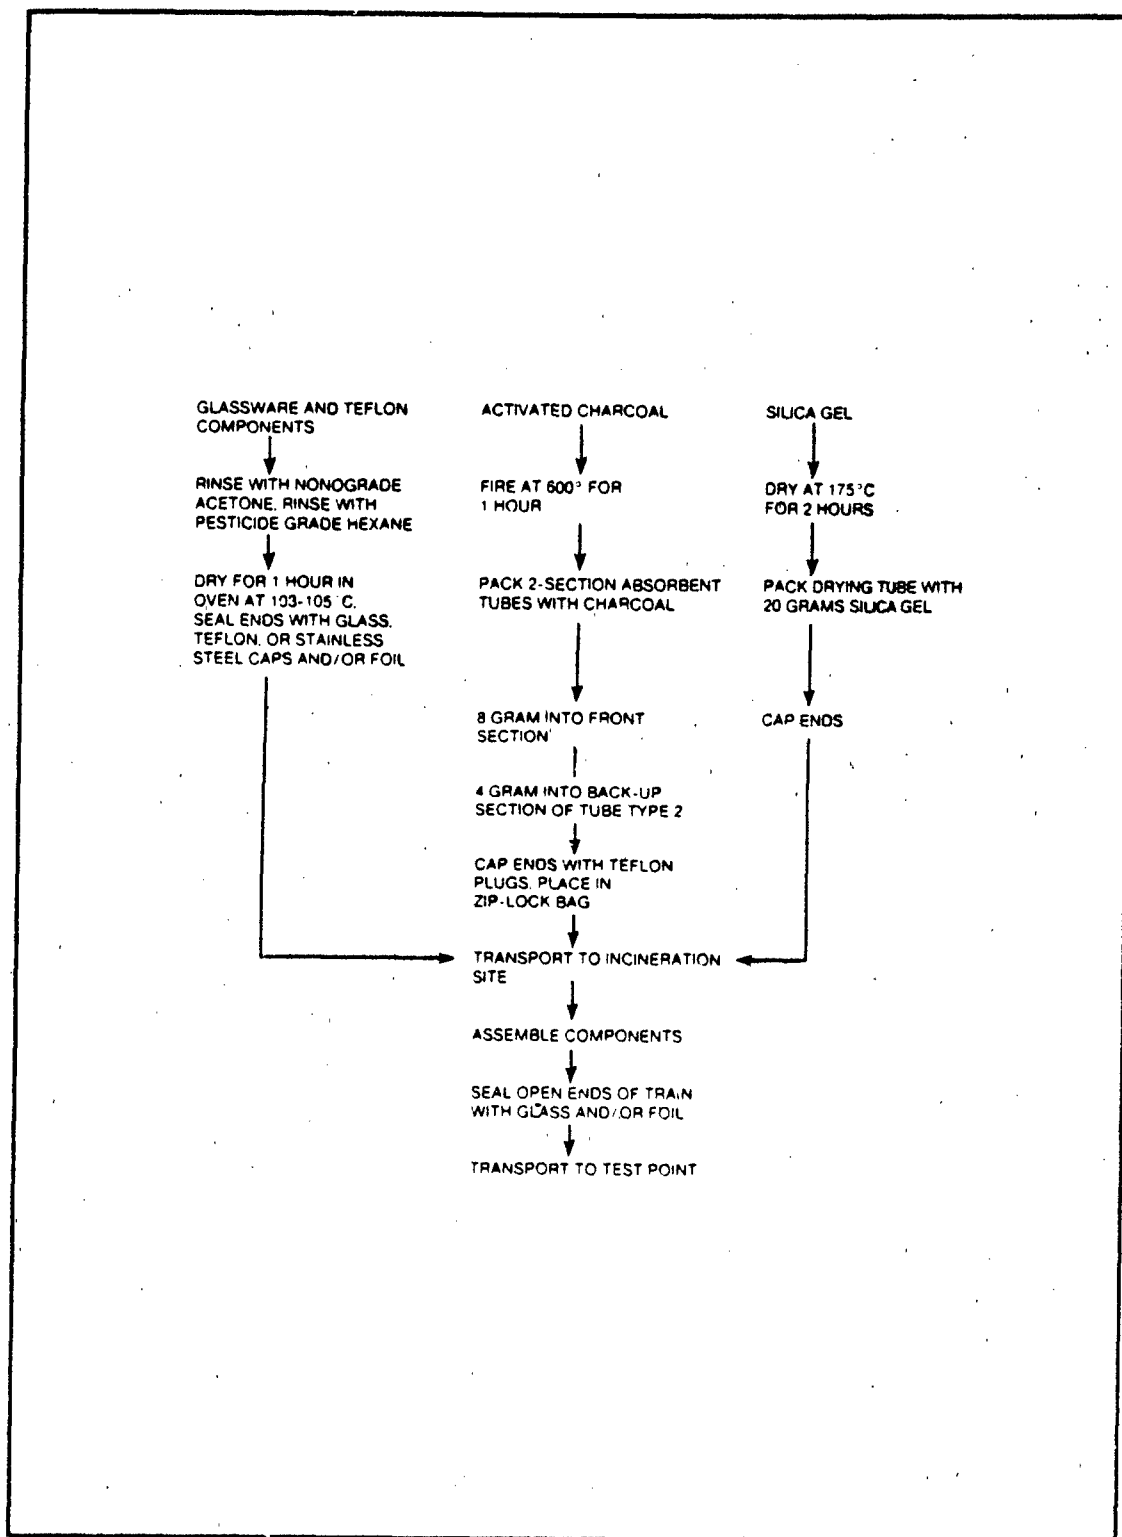 GLASSWARE AND TEFLON
COMPONENTS
RINSE WITH NONOGRADE
ACETONE. RINSE WITH
PESTICIDE GRADE HEXANE
DRY FOR 1 HOUR IN
OVEN AT 103-105°C.
SEAL ENDS WITH GLASS,
TEFLON, OR STAINLESS
STEEL CAPS AND/OR FOIL
ACTIVATED CHARCOAL
FIRE AT 600° FOR
1 HOUR
PACK 2-SECTION ABSORBENT
TUBES WITH CHARCOAL
8 GRAM INTO FRONT
SECTION
4 GRAM INTO BACK-UP
SECTION OF TUBE TYPE 2
CAP ENDS WITH TEFLON
PLUGS, PLACE IN
ZIP-LOCK BAG
SILICA GEL
DRY AT 175°C
FOR 2 HOURS
PACK DRYING TUBE WITH
20 GRAMS SILICA GEL
CAP ENDS
TRANSPORT TO INCINERATION
SITE
ASSEMBLE COMPONENTS
SEAL OPEN ENDS OF TRAIN
WITH GLASS AND/OR FOIL
TRANSPORT TO TEST POINT